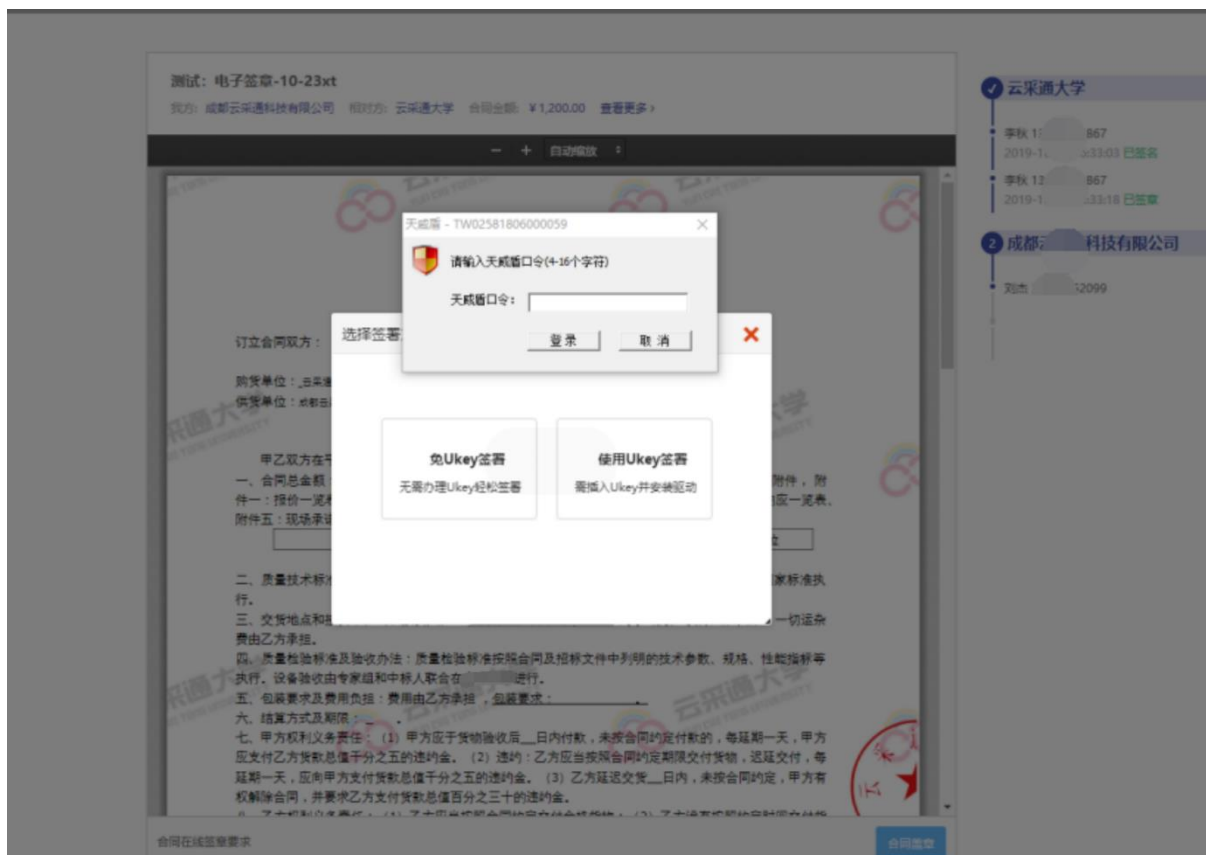 测试：电子签章-10-23xt
我方：成都云采通科技有限公司 相对方：云采通大学 合同金额：￥1,200.00 查看更多›
自动缩放
云采通大学
李秋 1 867
2019-1 :33:03 已签名
李秋 13 867
2019-1 :33:18 已签章
2 成都 科技有限公司
刘杰 2099
天威盾 - TW02581806000059
请输入天威盾口令(4-16个字符)
天威盾口令：
登录 取消
选择签署
免Ukey签署 使用Ukey签署
无需办理Ukey轻松签署 需插入Ukey并安装驱动
订立合同双方：
购货单位：
供货单位：成都云
甲乙双方在
一、合同总金额 附件，附
件一：报价一览 应一览表、
附件五：现场承
二、质量技术标 家标准执
行。
三、交货地点和 一切运杂
费由乙方承担。
四、质量检验标准及验收办法：质量检验标准按照合同及招标文件中列明的技术参数、规格、性能指标等
执行。设备验收由专家组和中标人联合在 进行。
五、包装要求及费用负担：费用由乙方承担，包装要求： 。
六、结算方式及期限：_ .
七、甲方权利义务责任：（1）甲方应于货物验收后__日内付款，未按合同约定付款的，每延期一天，甲方
应支付乙方货款总值千分之五的违约金。（2）违约：乙方应当按照合同约定期限交付货物，迟延交付，每
延期一天，应向甲方支付货款总值千分之五的违约金。（3）乙方延迟交货__日内，未按合同约定，甲方有
权解除合同，并要求乙方支付货款总值百分之三十的违约金。
合同在线签章要求
合同盖章
云采通大学